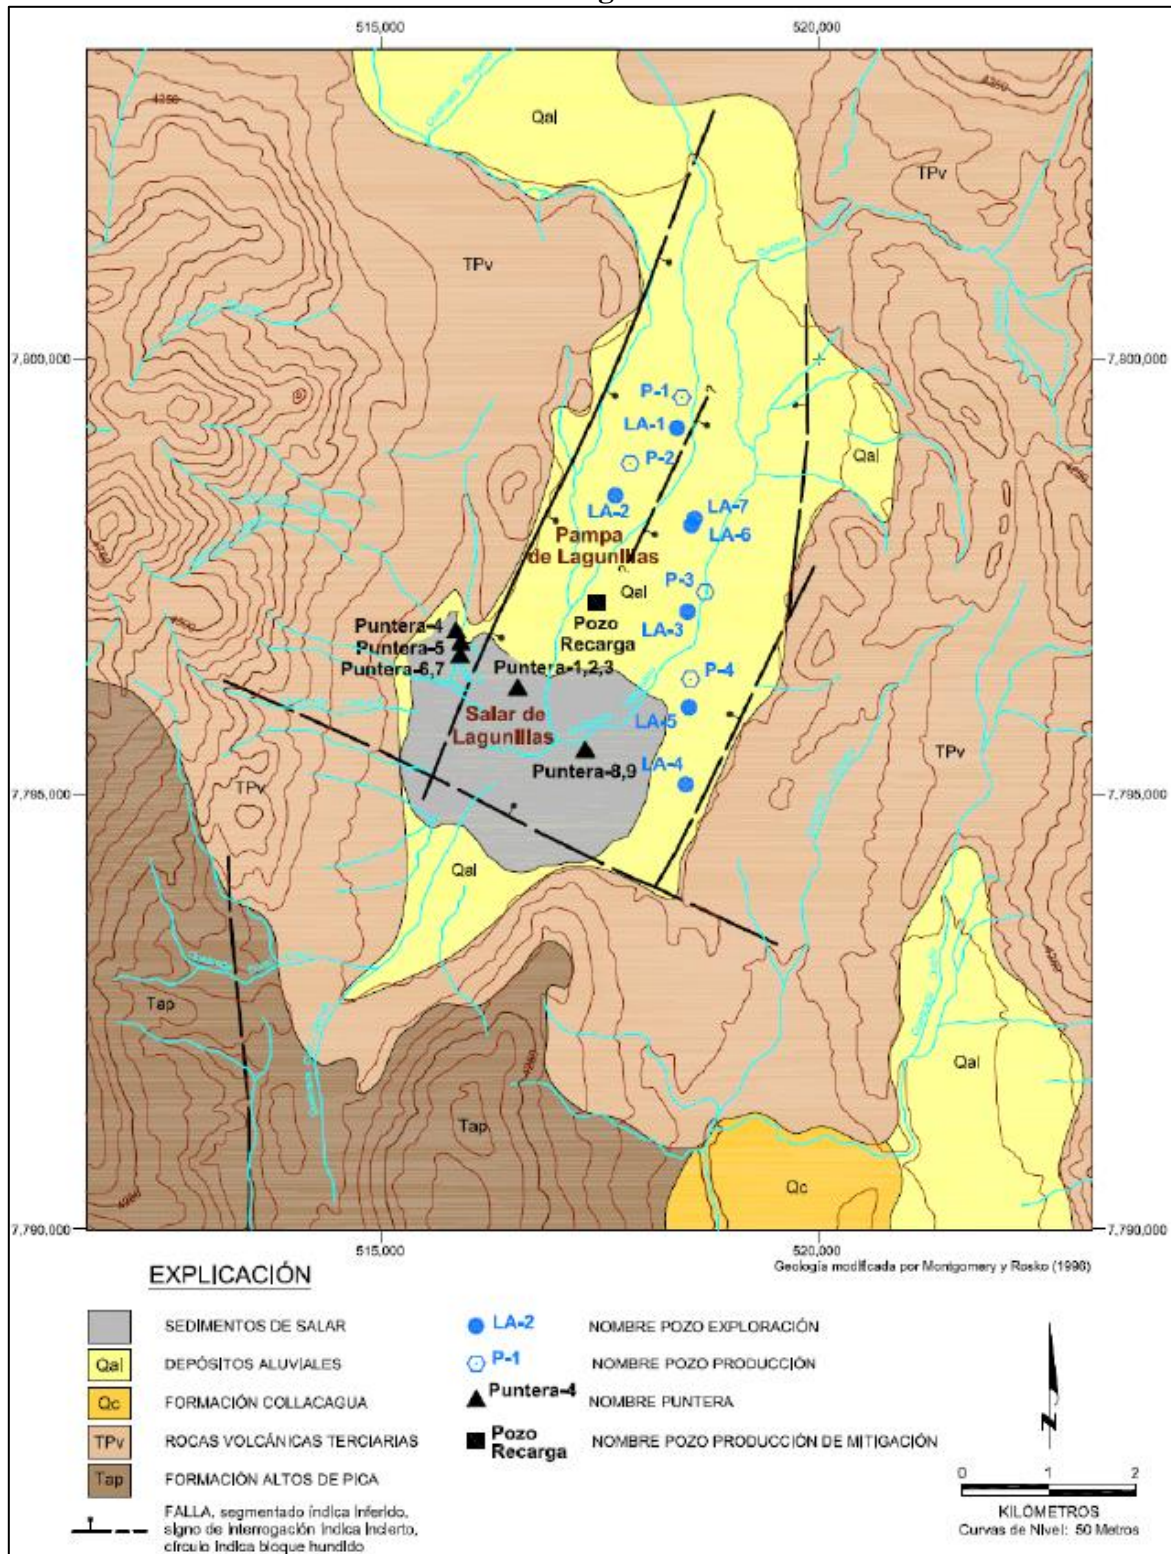 515,000
520,000
4250
4250
Qal
TPv
TPv
7,800,000
7,800,000
P-1
?
LA-1
P-2
Qal
LA-2
LA-7
LA-6
Pampa
de Lagunillas
?
Qal
P-3
Pozo
Recarga
LA-3
Puntera-4
Puntera-5
Puntera-6,7
Puntera-1,2,3
P-4
Salar de
Lagunillas
LA-5
Puntera-8,9
LA-4
TPv
TPv
7,795,000
7,795,000
Qal
Tap
Qal
Tap
Qc
7,790,000
7,790,000
515,000
520,000
Geología modificada por Montgomery y Rosko (1996)
EXPLICACIÓN
SEDIMENTOS DE SALAR
Qal DEPÓSITOS ALUVIALES
Qc FORMACIÓN COLLACAGUA
TPv ROCAS VOLCÁNICAS TERCIARIAS
Tap FORMACIÓN ALTOS DE PICA
FALLA, segmentado índica Inferido,
signo de Interrogación Indica Incierto,
círculo Indica bloque hundido
LA-2 NOMBRE POZO EXPLORACIÓN
P-1 NOMBRE POZO PRODUCCIÓN
Puntera-4 NOMBRE PUNTERA
Pozo
Recarga NOMBRE POZO PRODUCCIÓN DE MITIGACIÓN
N
0 1 2
KILÓMETROS
Curvas de Nivel: 50 Metros